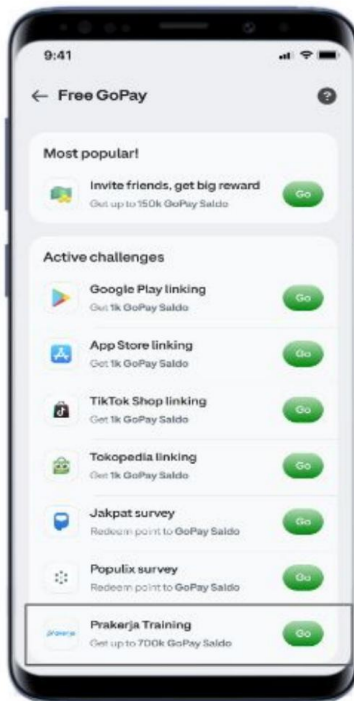 9:41
← Free GoPay
?
Most popular!
Invite friends, get big reward
Get up to 150k GoPay Saldo
Go
Active challenges
Google Play linking
Get 1k GoPay Saldo
Go
App Store linking
Get 1k GoPay Saldo
Go
TikTok Shop linking
Get 1k GoPay Saldo
Go
Tokopedia linking
Get 1k GoPay Saldo
Go
Jakpat survey
Redeem point to GoPay Saldo
Go
Populix survey
Redeem point to GoPay Saldo
Go
prakerja
Prakerja Training
Get up to 700k GoPay Saldo
Go